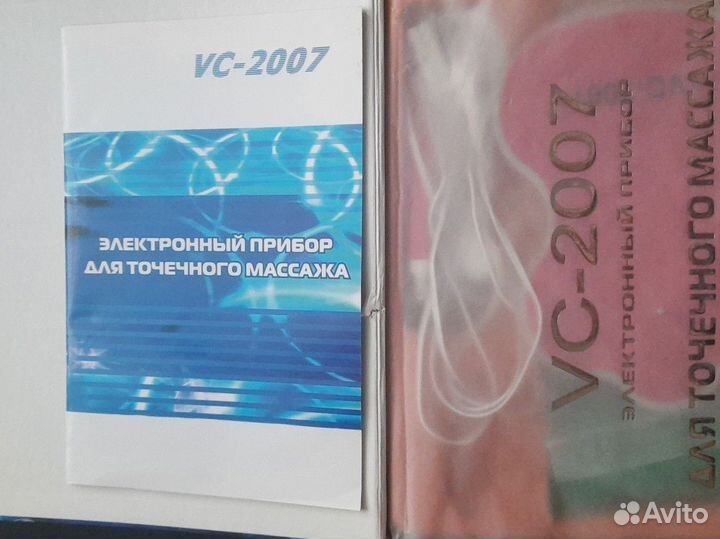 VC-2007
ЭЛЕКТРОННЫЙ ПРИБОР
ДЛЯ ТОЧЕЧНОГО МАССАЖА
VC-2007
ЭЛЕКТРОННЫЙ ПРИБОР
ДЛЯ ТОЧЕЧНОГО МАССАЖА
Avito